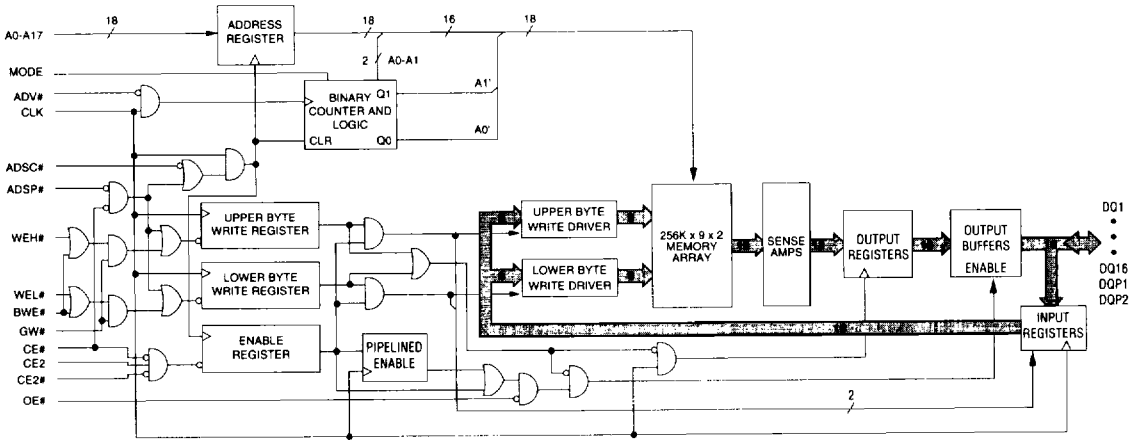 A0-A17
18
ADDRESS
REGISTER
18
16
18
2
A0-A1
MODE
ADV#
CLK
BINARY
COUNTER AND
LOGIC
CLR
Q1
Q0
A1'
A0'
ADSC#
ADSP#
WEH#
WEL#
BWE#
GW#
CE#
CE2
CE2#
OE#
UPPER BYTE
WRITE REGISTER
LOWER BYTE
WRITE REGISTER
ENABLE
REGISTER
PIPELINED
ENABLE
UPPER BYTE
WRITE DRIVER
LOWER BYTE
WRITE DRIVER
256K x 9 x 2
MEMORY
ARRAY
SENSE
AMPS
OUTPUT
REGISTERS
OUTPUT
BUFFERS
ENABLE
DQ1
DQ16
DQP1
DQP2
INPUT
REGISTERS
2